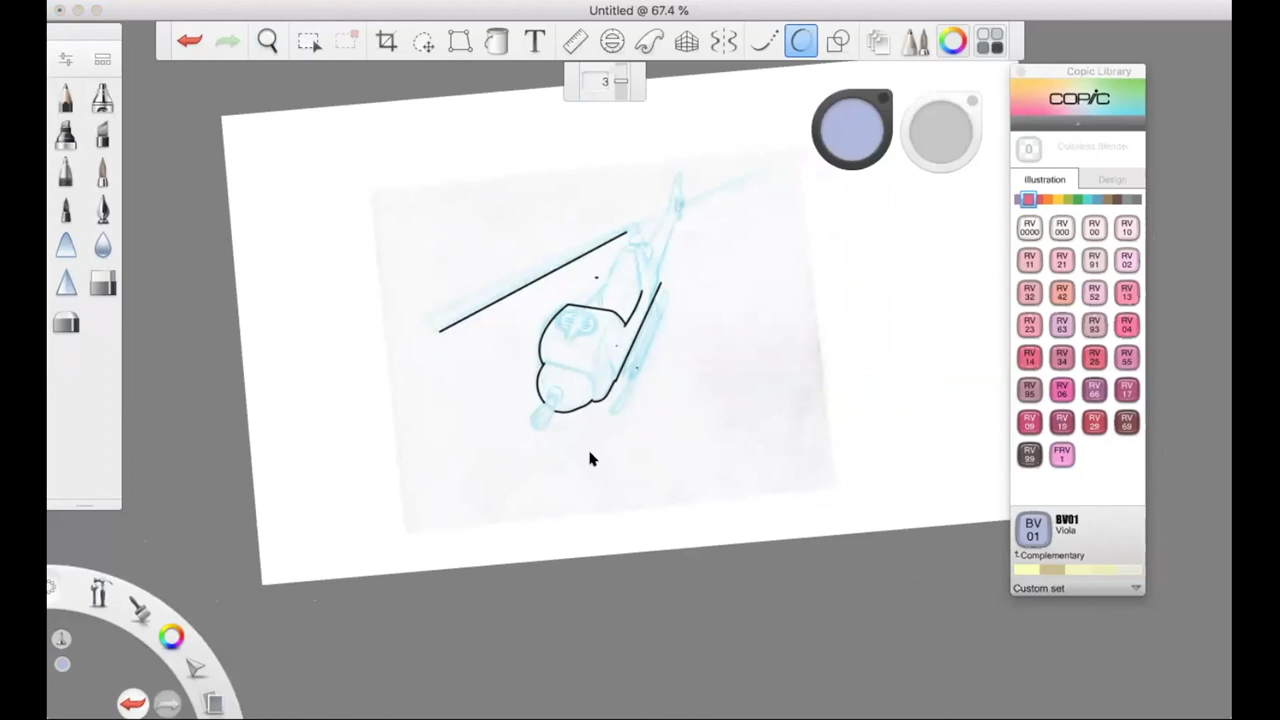 Untitled @ 67.4 %
T
3
Copic Library
COPIC
0 Colorless Blender
Illustration Design
RV 0000 RV 000 RV 00 RV 10
RV 11 RV 21 RV 91 RV 02
RV 32 RV 42 RV 52 RV 13
RV 23 RV 63 RV 93 RV 04
RV 14 RV 34 RV 25 RV 55
RV 95 RV 06 RV 66 RV 17
RV 09 RV 19 RV 29 RV 69
RV 99 FRV 1
BV 01 BV01
Viola
Complementary
Custom set